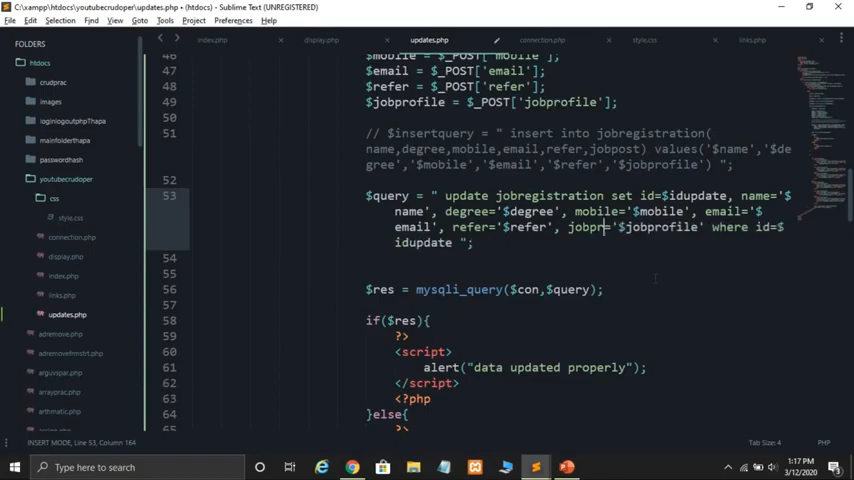 C:\xampp\htdocs\youtubecrudoper\updates.php • (htdocs) - Sublime Text (UNREGISTERED)
File Edit Selection Find View Goto Tools Project Preferences Help
index.php display.php updates.php connection.php style.css links.php
FOLDERS
htdocs
crudprac
images
loginlogoutphpThapa
mainfolderthapa
passwordhash
youtubecrudoper
css
style.css
connection.php
display.php
index.php
links.php
updates.php
adremove.php
adremovefrmstrt.php
arguvspar.php
arrayprac.php
arthmatic.php
46 $mobile = $_POST['mobile'];
47 $email = $_POST['email'];
48 $refer = $_POST['refer'];
49 $jobprofile = $_POST['jobprofile'];
50
51 // $insertquery = " insert into jobregistration(
name,degree,mobile,email,refer,jobpost) values('$name','$de
gree','$mobile','$email','$refer','$jobprofile') ";
52
53 $query = " update jobregistration set id=$idupdate, name='$
name', degree='$degree', mobile='$mobile', email='$
email', refer='$refer', jobpr='$jobprofile' where id=$
idupdate ";
54
55
56 $res = mysqli_query($con,$query);
57
58 if($res){
59 ?>
60 <script>
61 alert("data updated properly");
62 </script>
63 <?php
64 }else{
65 ?>
INSERT MODE, Line 53, Column 164 Tab Size: 4 PHP
Type here to search
1:17 PM
3/12/2020
3